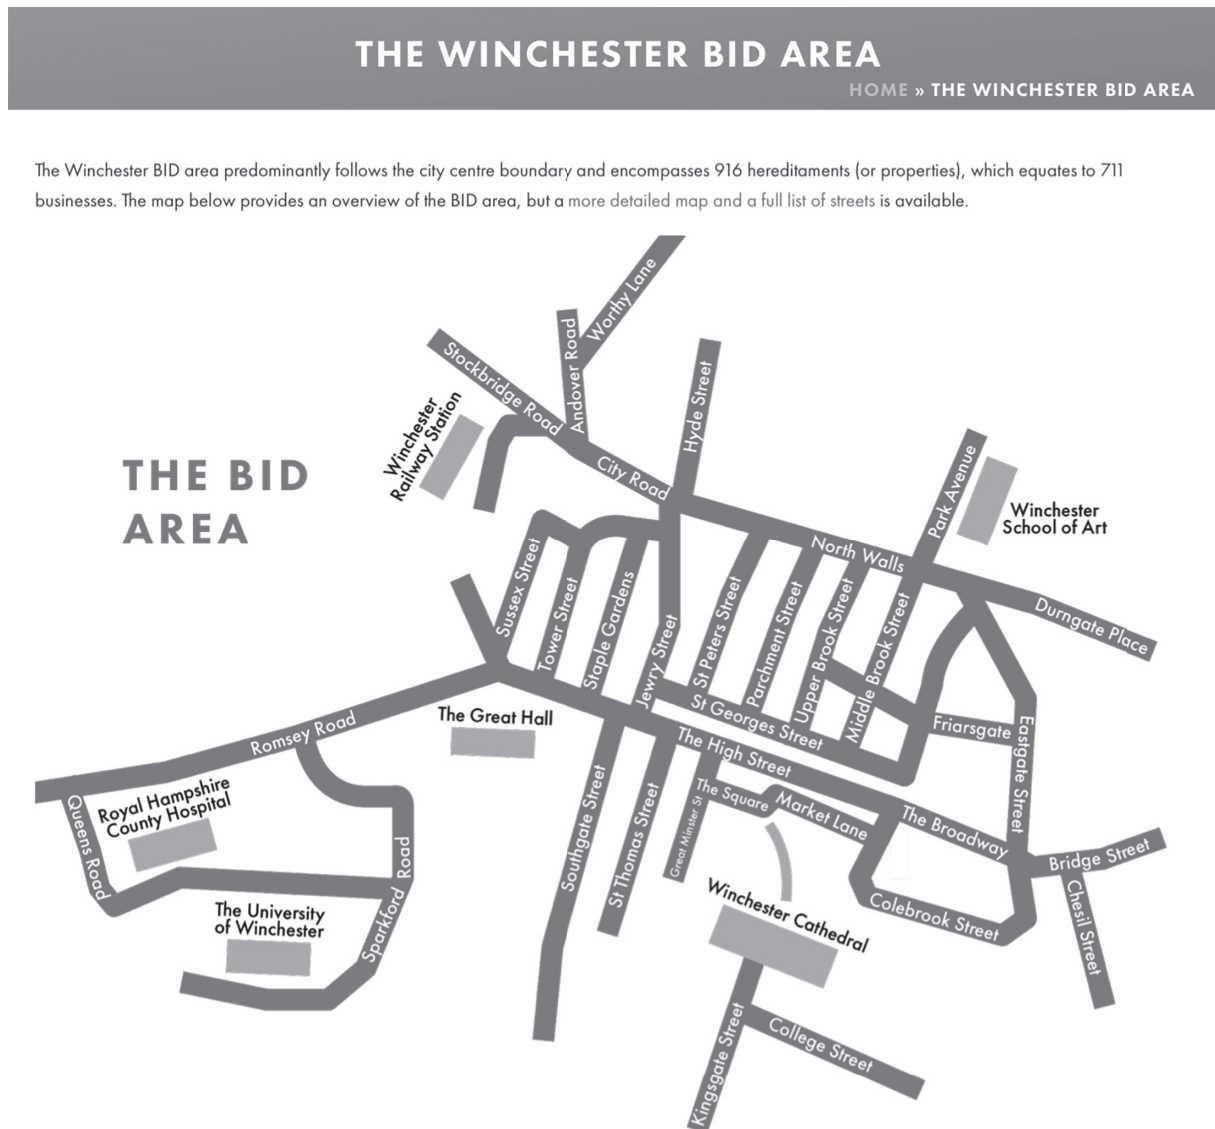 THE WINCHESTER BID AREA
HOME » THE WINCHESTER BID AREA
The Winchester BID area predominantly follows the city centre boundary and encompasses 916 hereditaments (or properties), which equates to 711
businesses. The map below provides an overview of the BID area, but a more detailed map and a full list of streets is available.
Worthy Lane
Andover Road
Stockbridge Road
Hyde Street
Winchester
Railway Station
THE BID
AREA
City Road
Park Avenue
Winchester
School of Art
North Walls
Durngate Place
Sussex Street
Tower Street
Staple Gardens
Jewry Street
St Peters Street
Parchment Street
Upper Brook Street
Middle Brook Street
St Georges Street
Friarsgate
Eastgate Street
The Great Hall
Romsey Road
The High Street
Royal Hampshire
County Hospital
Queens Road
Southgate Street
St Thomas Street
Great Minster St
The Square
Market Lane
The Broadway
Bridge Street
Sparkford Road
The University
of Winchester
Winchester Cathedral
Colebrook Street
Chesil Street
Kingsgate Street
College Street